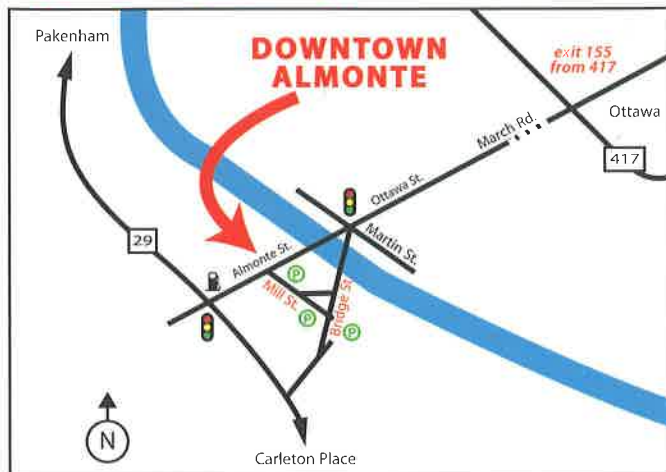 Pakenham
DOWNTOWN
ALMONTE
exit 155
from 417
Ottawa
417
March Rd.
Ottawa St.
Martin St.
29
Almonte St.
P
Mill St.
Bridge St
P
P
N
Carleton Place